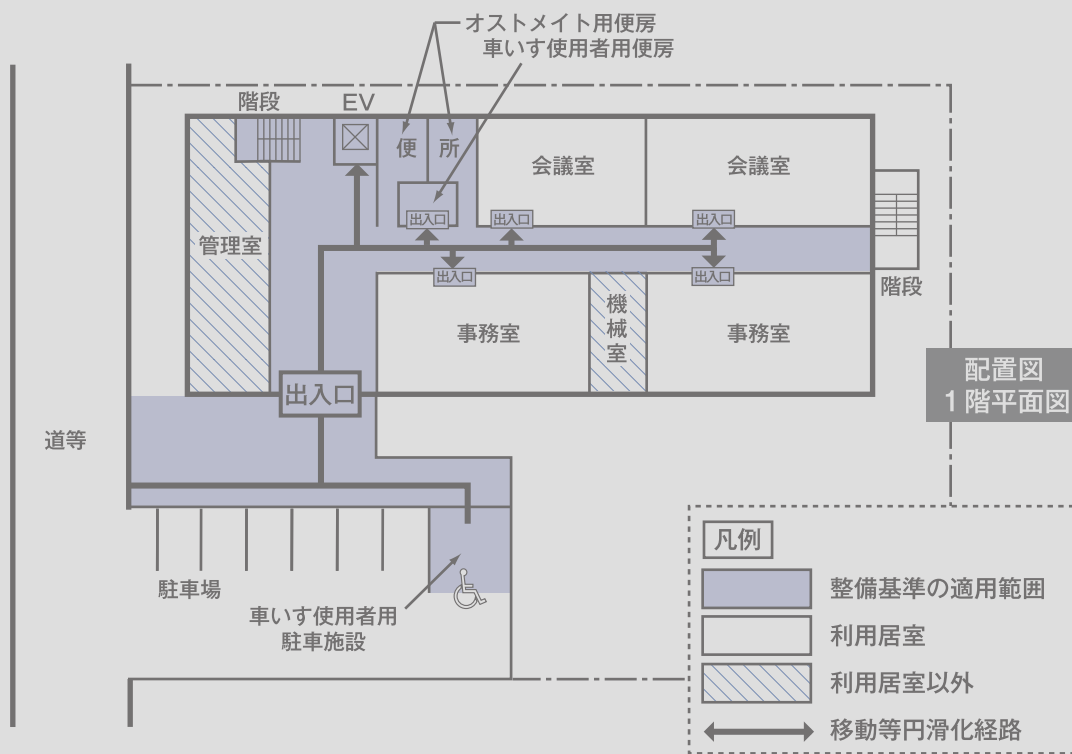 オストメイト用便房
車いす使用者用便房
階段
EV
便
所
会議室
会議室
出入口
出入口
出入口
管理室
出入口
出入口
階段
事務室
機
械
室
事務室
出入口
配置図
1階平面図
道等
駐車場
車いす使用者用
駐車施設
凡例
整備基準の適用範囲
利用居室
利用居室以外
移動等円滑化経路